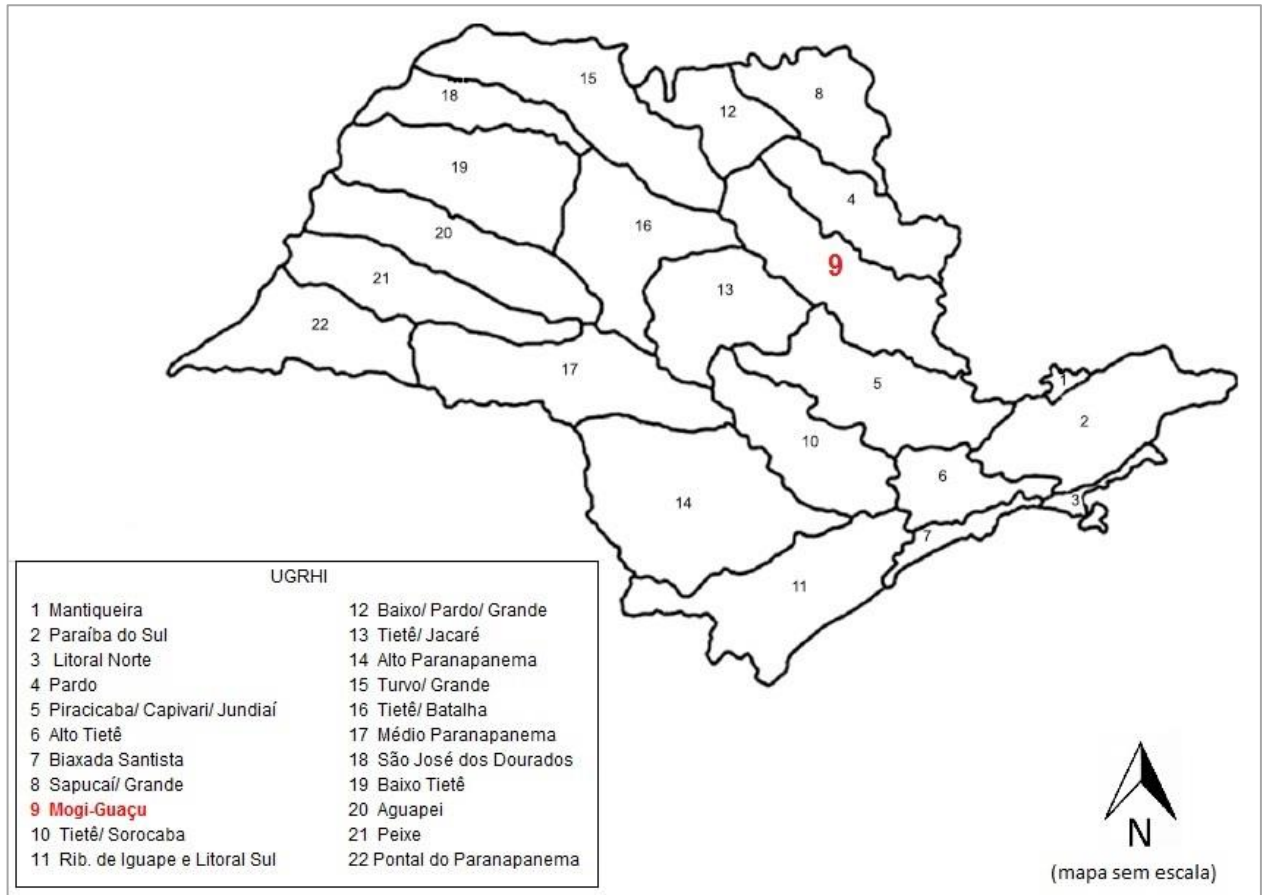 15
18
12
8
19
4
16
20
9
13
21
22
17
5
1
2
10
6
3
14
7
11
UGRHI
1 Mantiqueira
2 Paraíba do Sul
3 Litoral Norte
4 Pardo
5 Piracicaba/ Capivari/ Jundiaí
6 Alto Tietê
7 Biaxada Santista
8 Sapucaí/ Grande
9 Mogi-Guaçu
10 Tietê/ Sorocaba
11 Rib. de Iguape e Litoral Sul
12 Baixo/ Pardo/ Grande
13 Tietê/ Jacaré
14 Alto Paranapanema
15 Turvo/ Grande
16 Tietê/ Batalha
17 Médio Paranapanema
18 São José dos Dourados
19 Baixo Tietê
20 Aguapei
21 Peixe
22 Pontal do Paranapanema
N
(mapa sem escala)